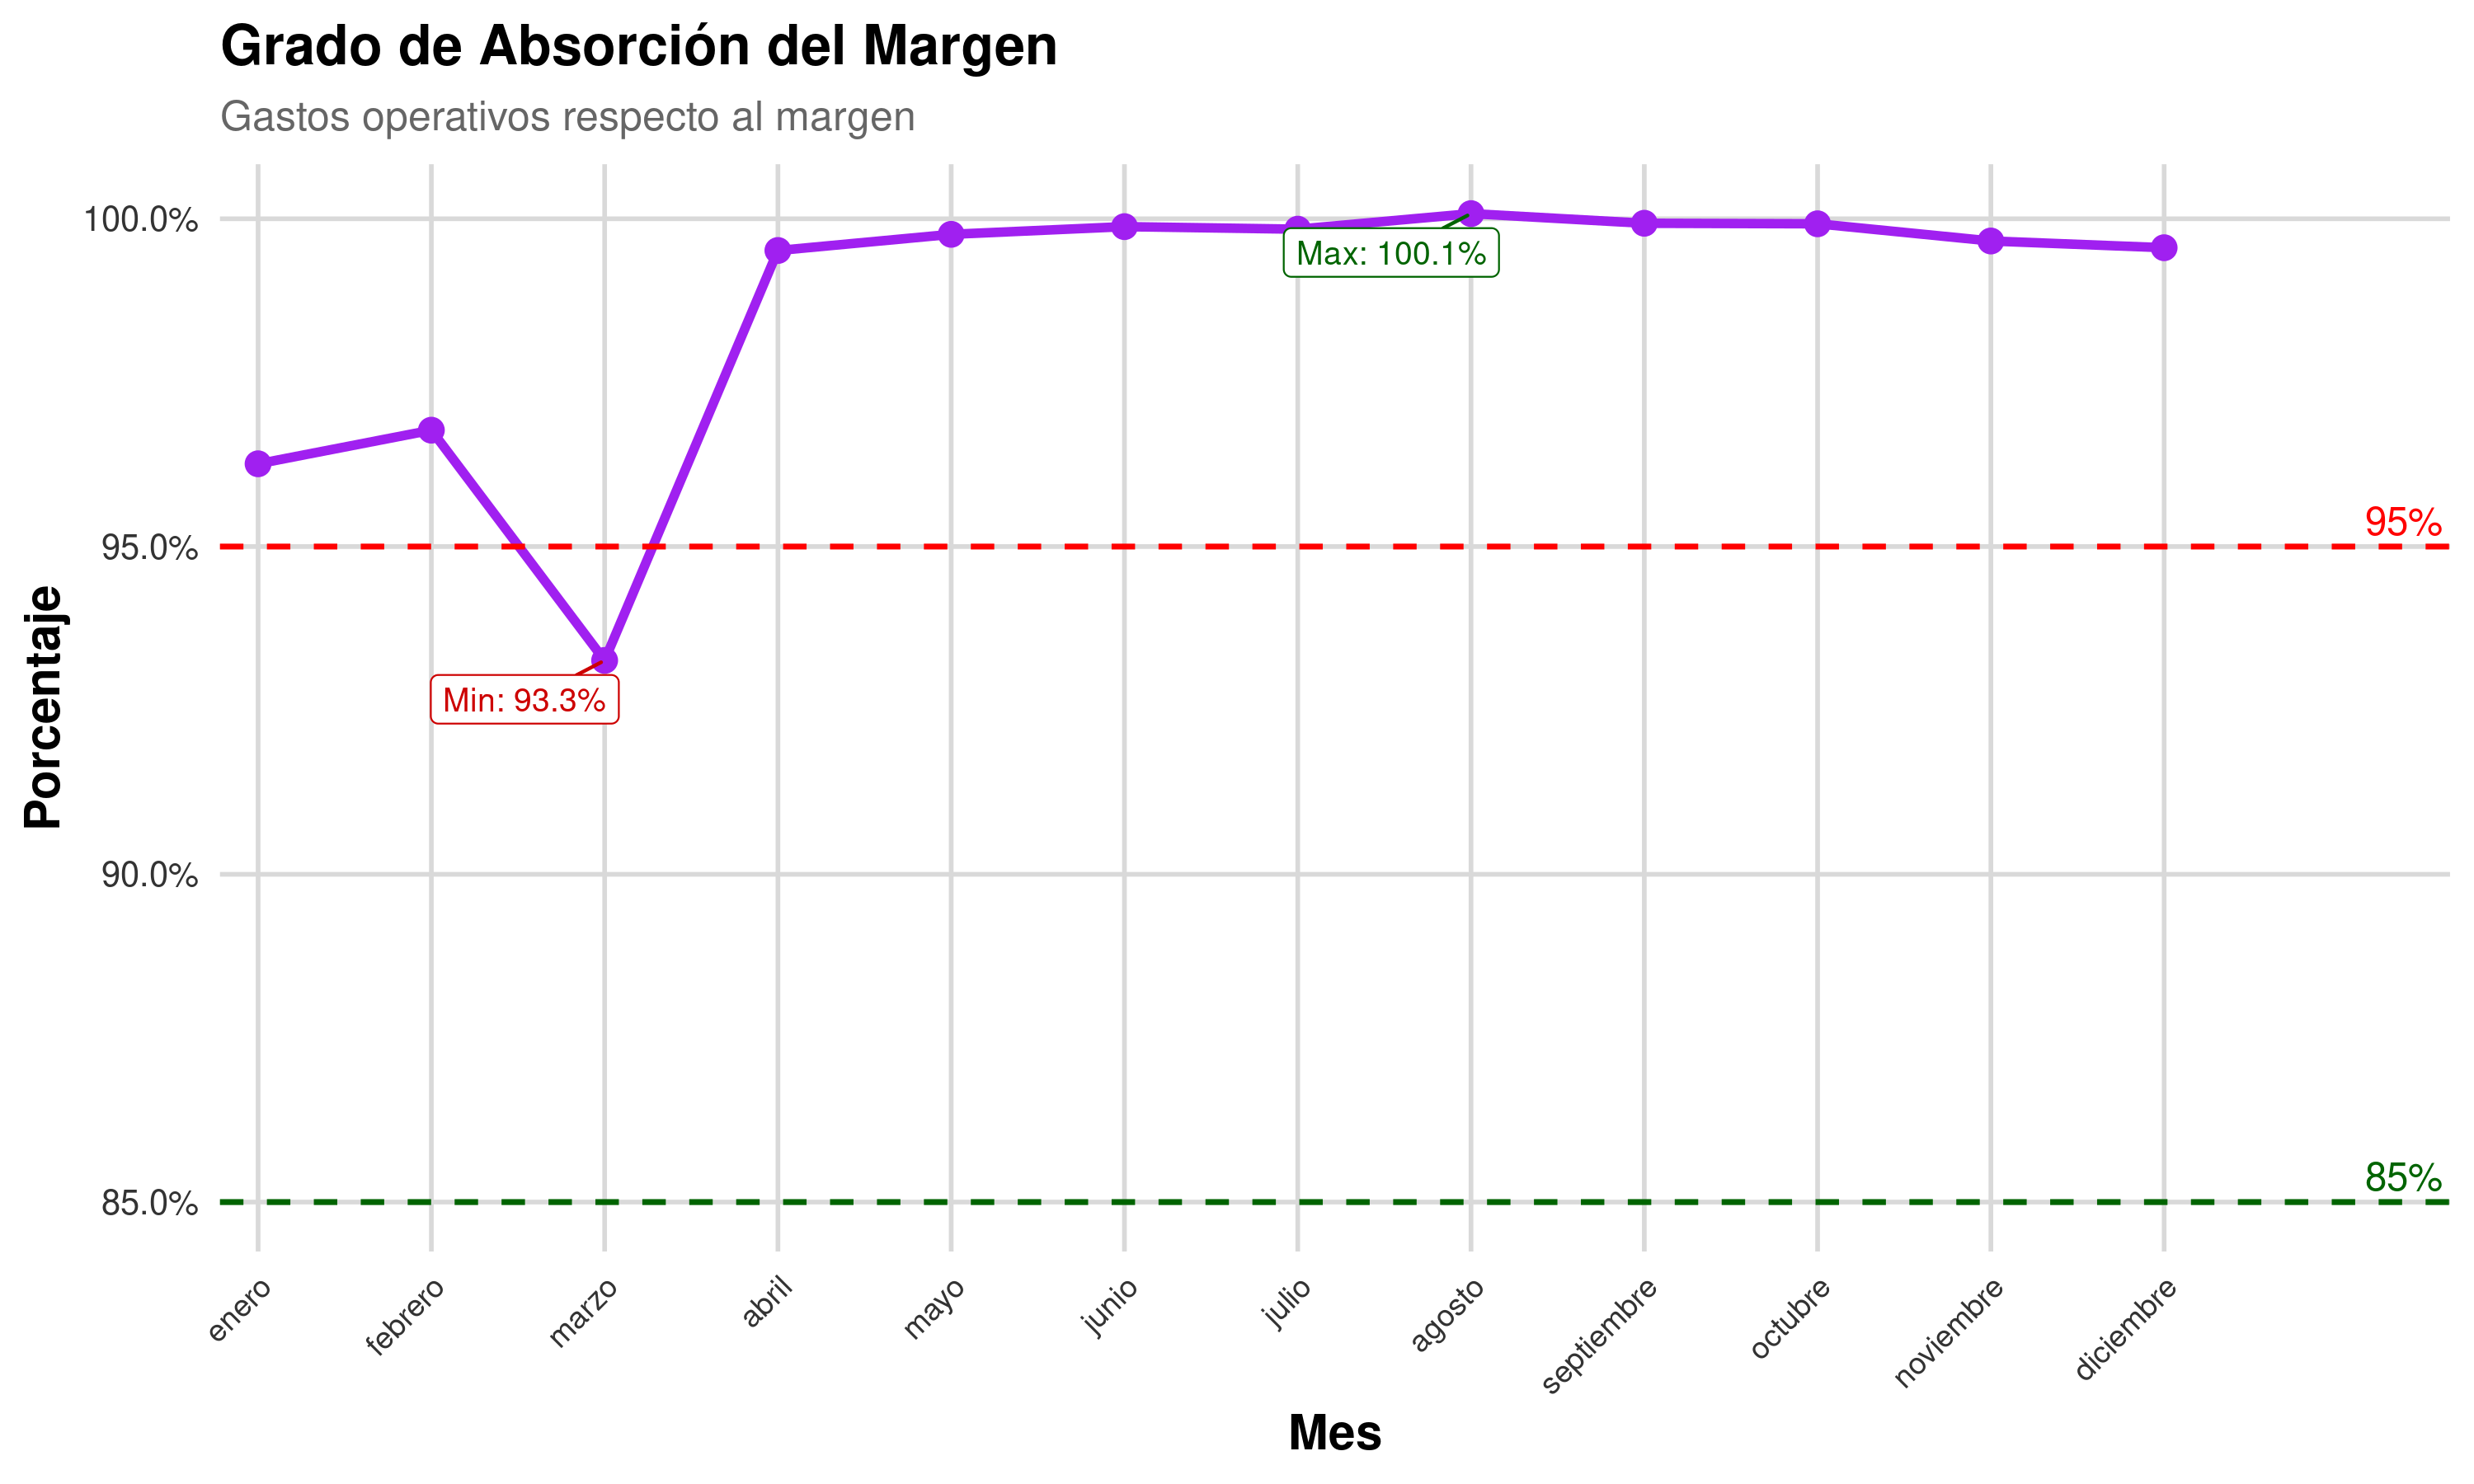 Grado de Absorción del Margen
Gastos operativos respecto al margen
Porcentaje
100.0%
95.0%
90.0%
85.0%
Max: 100.1%
95%
Min: 93.3%
85%
enero
febrero
marzo
abril
mayo
junio
julio
agosto
septiembre
octubre
noviembre
diciembre
Mes